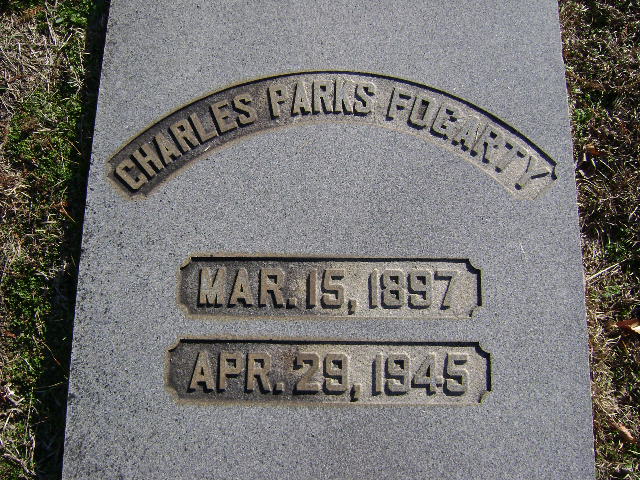 CHARLES PARKS FOGARTY
MAR. 15, 1897
APR. 29, 1945